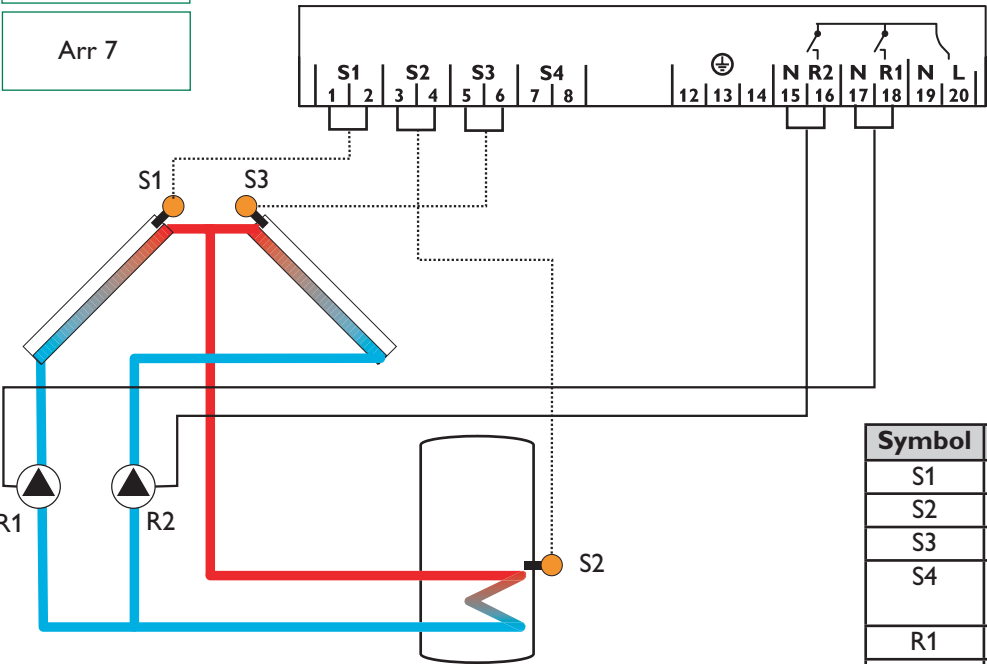 Arr 7
S1 S2 S3 S4 N R2 N R1 N L
1 2 3 4 5 6 7 8 12 13 14 15 16 17 18 19 20
S1 S3
R1 R2
S2
Symbol
S1
S2
S3
S4
R1